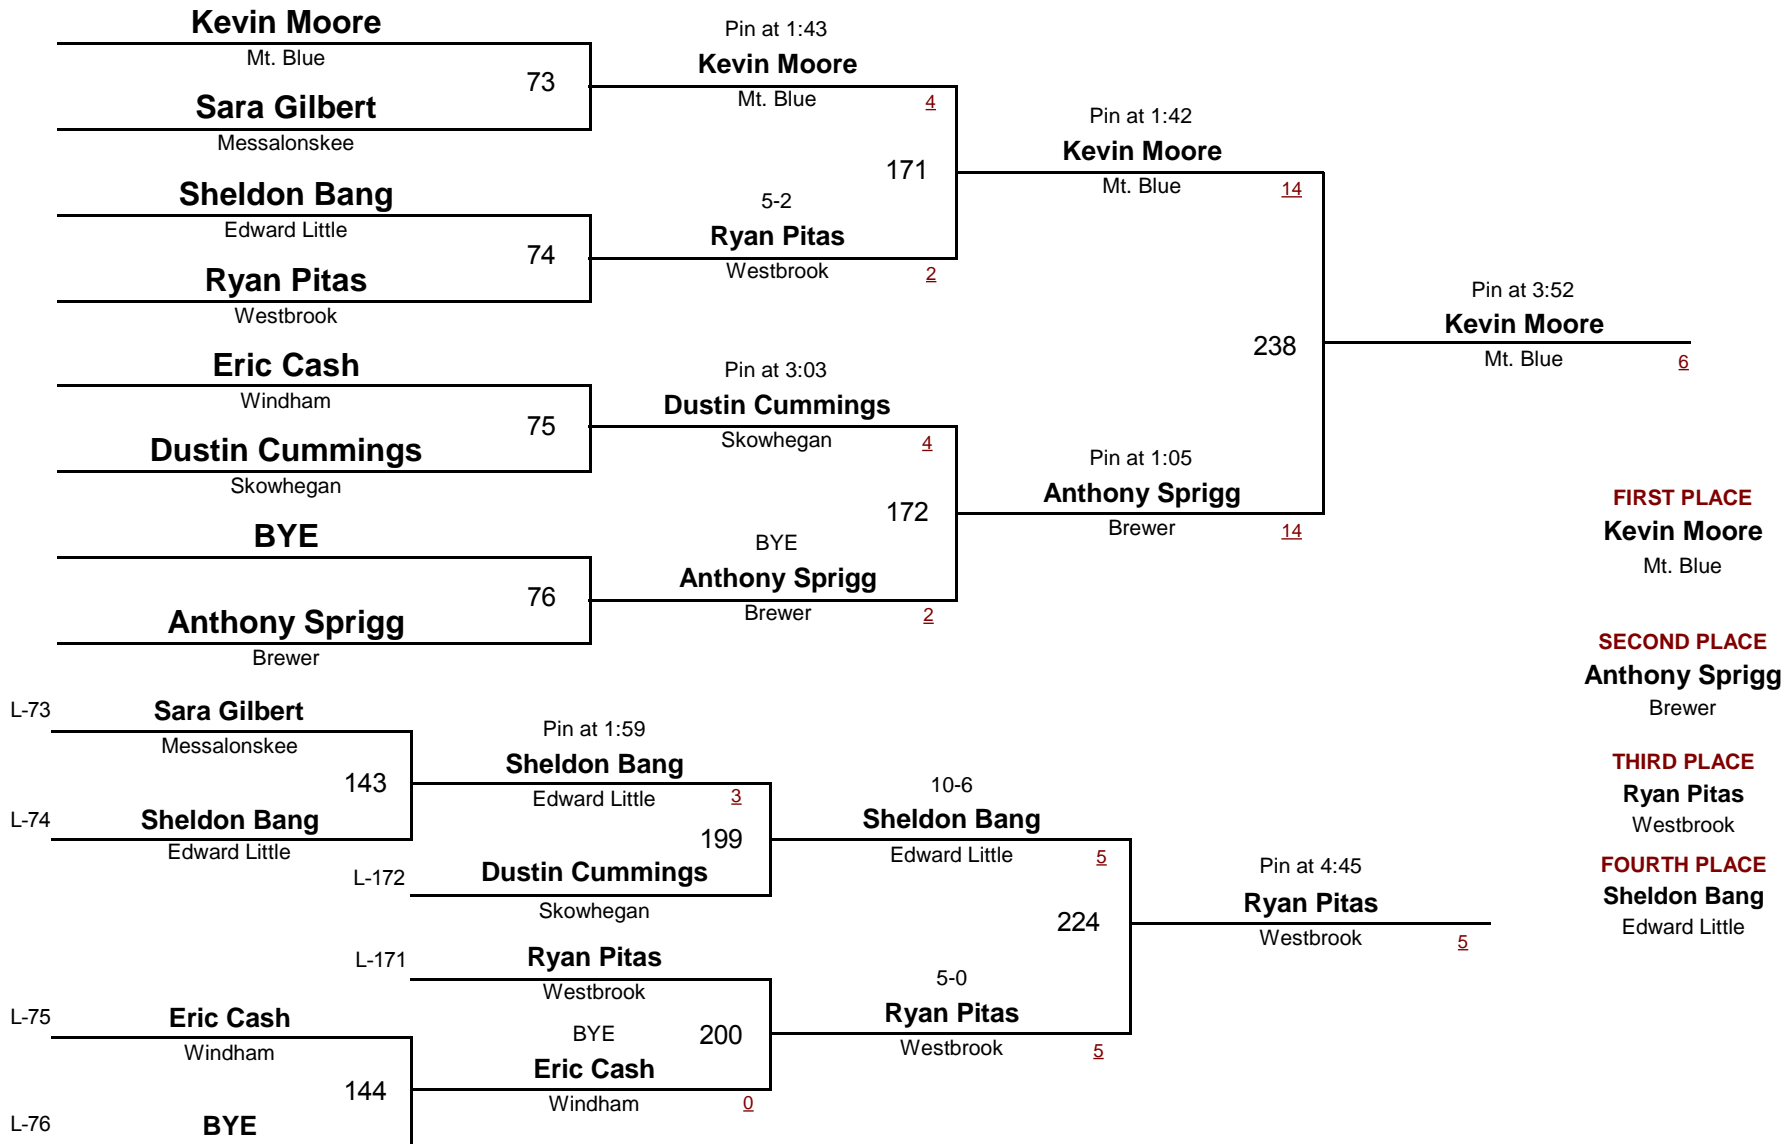 Kevin Moore
Mt. Blue
73
Sara Gilbert
Messalonskee
Sheldon Bang
Edward Little
74
Ryan Pitas
Westbrook
Eric Cash
Windham
75
Dustin Cummings
Skowhegan
BYE
76
Anthony Sprigg
Brewer
Pin at 1:43
Kevin Moore
Mt. Blue
4
171
5-2
Ryan Pitas
Westbrook
2
Pin at 3:03
Dustin Cummings
Skowhegan
4
172
BYE
Anthony Sprigg
Brewer
2
Pin at 1:42
Kevin Moore
Mt. Blue
14
238
Pin at 1:05
Anthony Sprigg
Brewer
14
Pin at 3:52
Kevin Moore
Mt. Blue
6
FIRST PLACE
Kevin Moore
Mt. Blue
SECOND PLACE
Anthony Sprigg
Brewer
THIRD PLACE
Ryan Pitas
Westbrook
FOURTH PLACE
Sheldon Bang
Edward Little
L-73
Sara Gilbert
Messalonskee
143
L-74
Sheldon Bang
Edward Little
Pin at 1:59
Sheldon Bang
Edward Little
3
199
L-172
Dustin Cummings
Skowhegan
L-171
Ryan Pitas
Westbrook
200
BYE
Eric Cash
Windham
0
L-75
Eric Cash
Windham
144
L-76
BYE
10-6
Sheldon Bang
Edward Little
5
224
5-0
Ryan Pitas
Westbrook
5
Pin at 4:45
Ryan Pitas
Westbrook
5